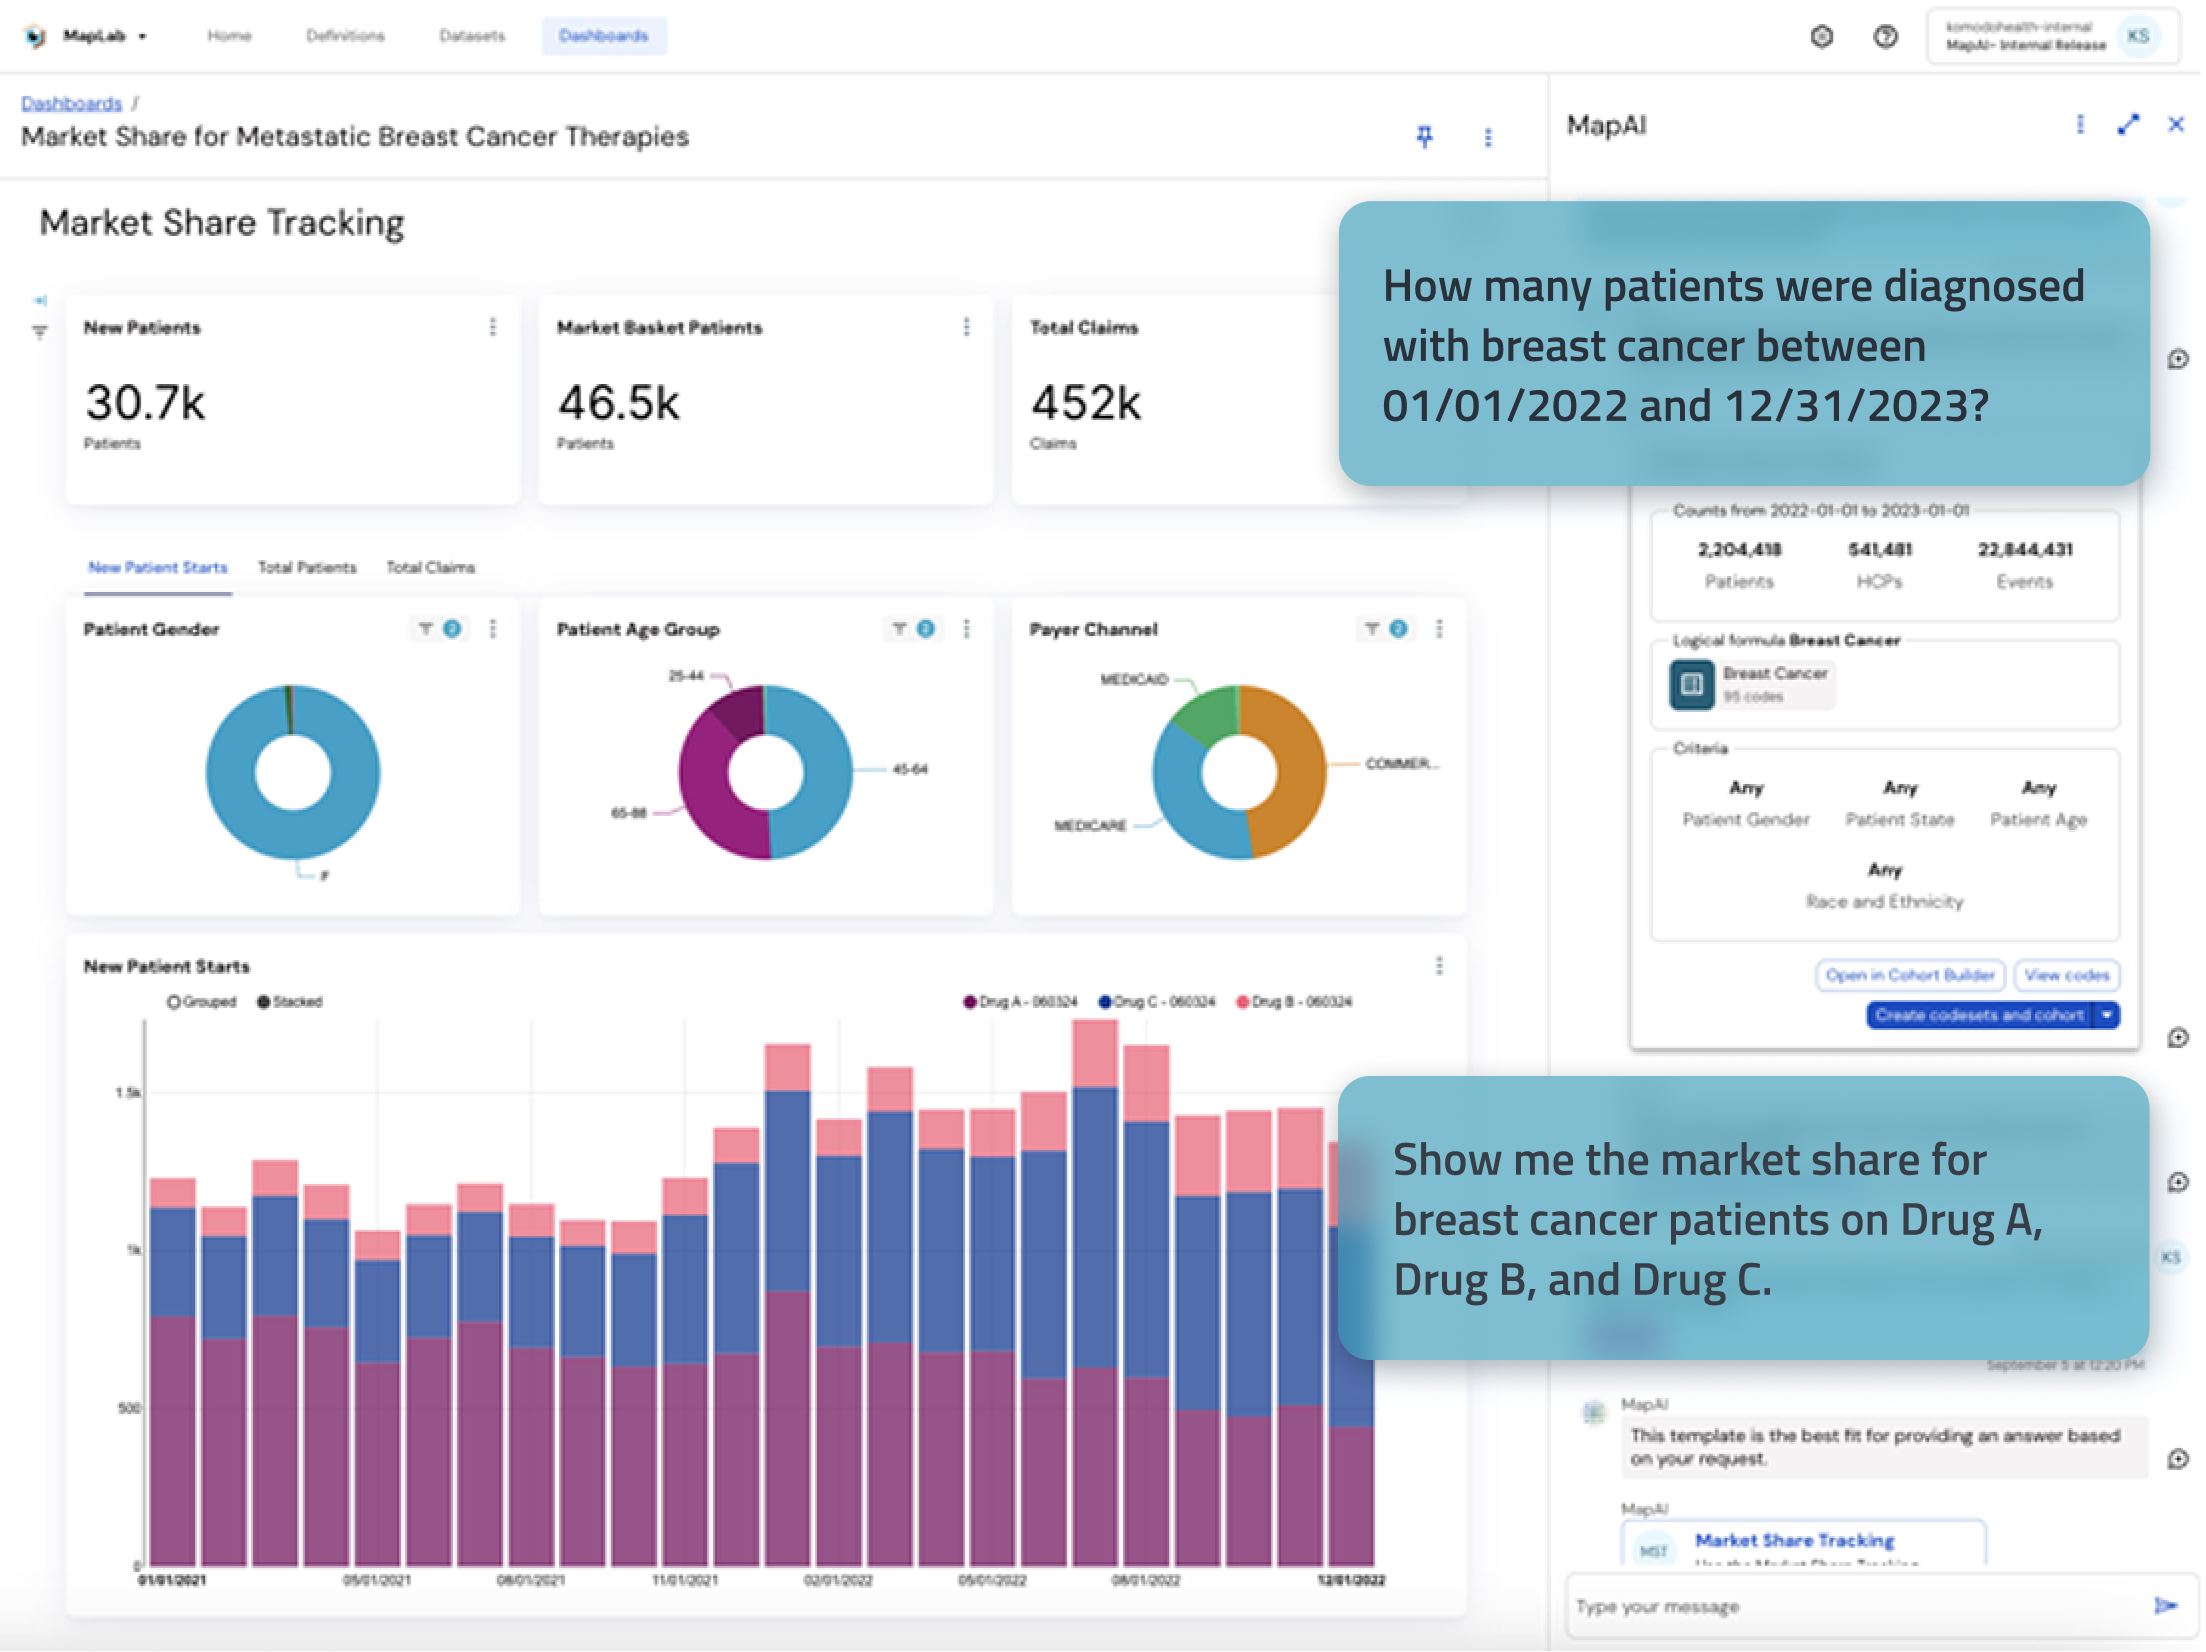 MapLab
Home
Definitions
Datasets
Dashboards
komodohealth-internal
MapAI- Internal Release
KS
Dashboards /
Market Share for Metastatic Breast Cancer Therapies
MapAI
Market Share Tracking
New Patients
30.7k
Patients
Market Basket Patients
46.5k
Patients
Total Claims
452k
Claims
How many patients were diagnosed
with breast cancer between
01/01/2022 and 12/31/2023?
New Patient Starts
Total Patients
Total Claims
Patient Gender
2
F
Patient Age Group
2
25-44
45-64
65-88
Payer Channel
2
MEDICAID
COMMER...
MEDICARE
Counts from 2022-01-01 to 2023-01-01
2,204,418
Patients
541,481
HCPs
22,844,431
Events
Logical formula Breast Cancer
Breast Cancer
95 codes
Criteria
Any
Patient Gender
Any
Patient State
Any
Patient Age
Any
Race and Ethnicity
Open in Cohort Builder
View codes
Create codesets and cohort
New Patient Starts
Grouped
Stacked
Drug A - 060324
Drug C - 060324
Drug B - 060324
1.5k
1k
500
0
01/01/2021
05/01/2021
08/01/2021
11/01/2021
02/01/2022
05/01/2022
08/01/2022
12/01/2022
Show me the market share for
breast cancer patients on Drug A,
Drug B, and Drug C.
KS
September 5 at 12:20 PM
MapAI
This template is the best fit for providing an answer based
on your request.
MapAI
MST
Market Share Tracking
Use the Market Share Tracking
Type your message